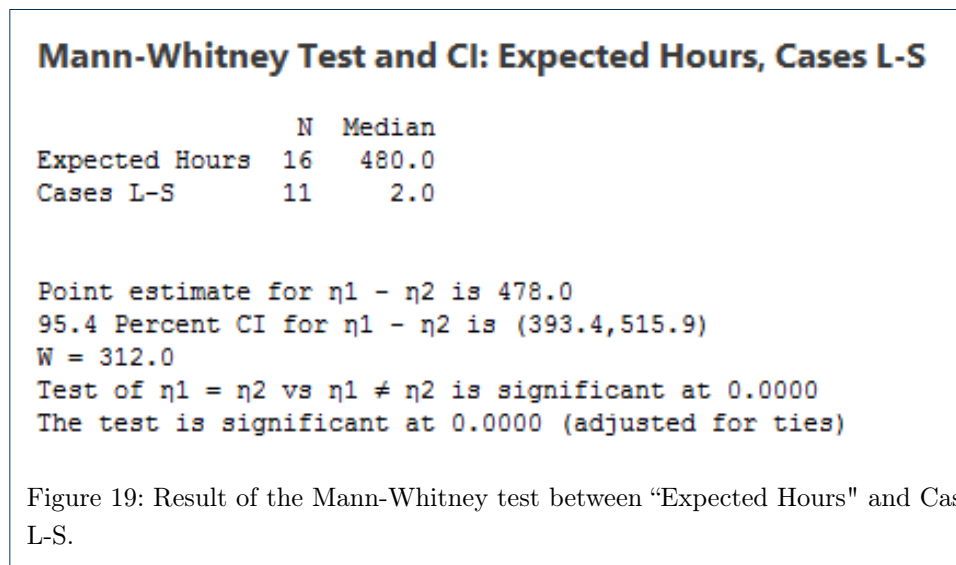 Mann-Whitney Test and CI: Expected Hours, Cases L-S
N Median
Expected Hours 16 480.0
Cases L-S 11 2.0
Point estimate for η1 - η2 is 478.0
95.4 Percent CI for η1 - η2 is (393.4,515.9)
W = 312.0
Test of η1 = η2 vs η1 ≠ η2 is significant at 0.0000
The test is significant at 0.0000 (adjusted for ties)
Figure 19: Result of the Mann-Whitney test between “Expected Hours" and Cas
L-S.